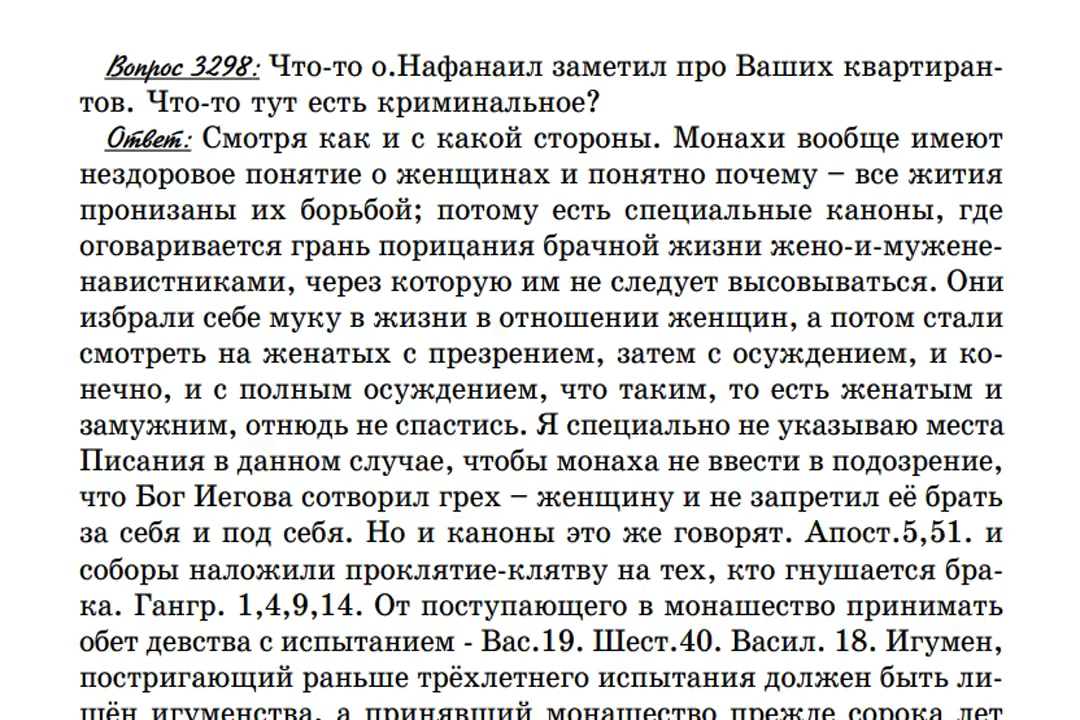 Вопрос 3298: Что-то о.Нафанаил заметил про Ваших квартиран-
тов. Что-то тут есть криминальное?
Ответ: Смотря как и с какой стороны. Монахи вообще имеют
нездоровое понятие о женщинах и понятно почему – все жития
пронизаны их борьбой; потому есть специальные каноны, где
оговаривается грань порицания брачной жизни жено-и-мужене-
навистниками, через которую им не следует высовываться. Они
избрали себе муку в жизни в отношении женщин, а потом стали
смотреть на женатых с презрением, затем с осуждением, и ко-
нечно, и с полным осуждением, что таким, то есть женатым и
замужним, отнюдь не спастись. Я специально не указываю места
Писания в данном случае, чтобы монаха не ввести в подозрение,
что Бог Иегова сотворил грех – женщину и не запретил её брать
за себя и под себя. Но и каноны это же говорят. Апост.5,51. и
соборы наложили проклятие-клятву на тех, кто гнушается бра-
ка. Гангр. 1,4,9,14. От поступающего в монашество принимать
обет девства с испытанием - Вас.19. Шест.40. Васил. 18. Игумен,
постригающий раньше трёхлетнего испытания должен быть ли-
шён игуменства, а принявший монашество прежде сорока лет